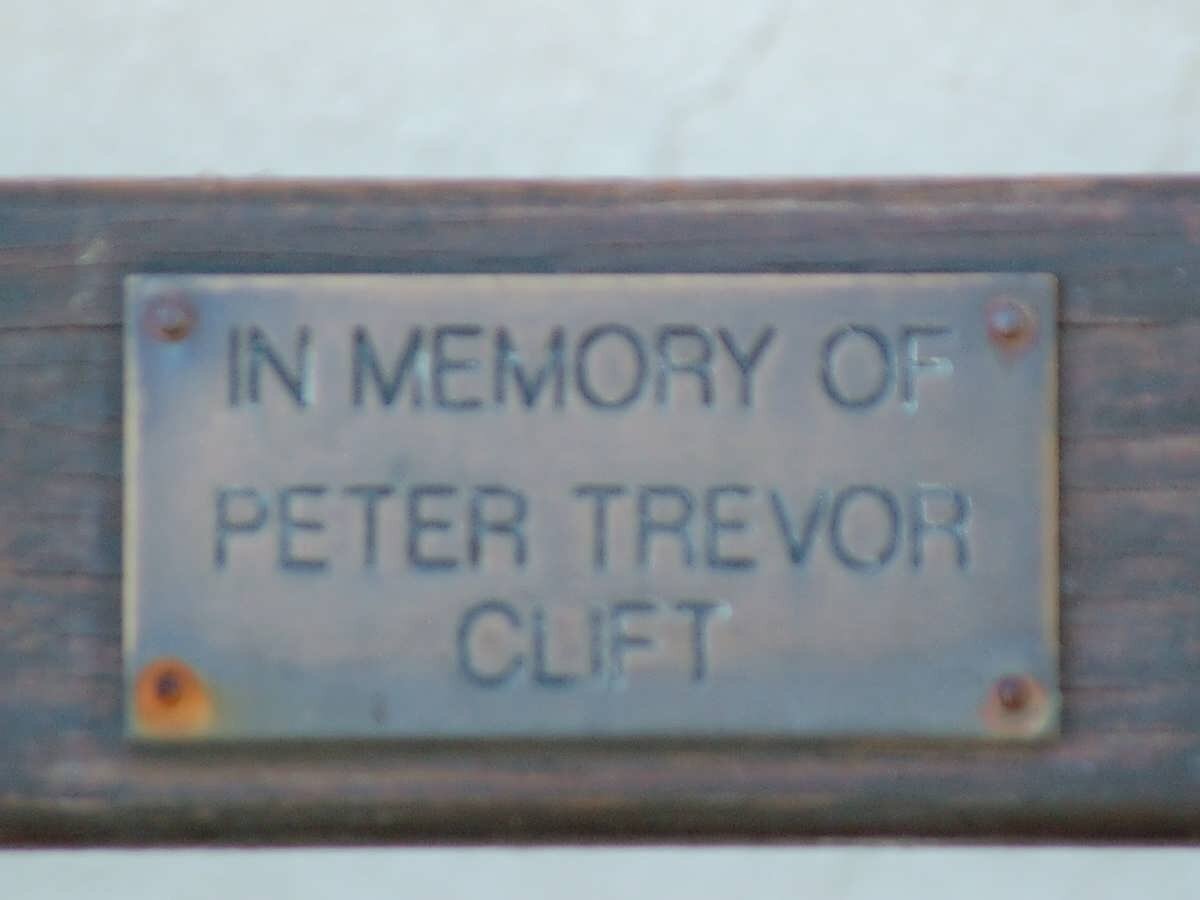 IN MEMORY OF
PETER TREVOR
CLIFT